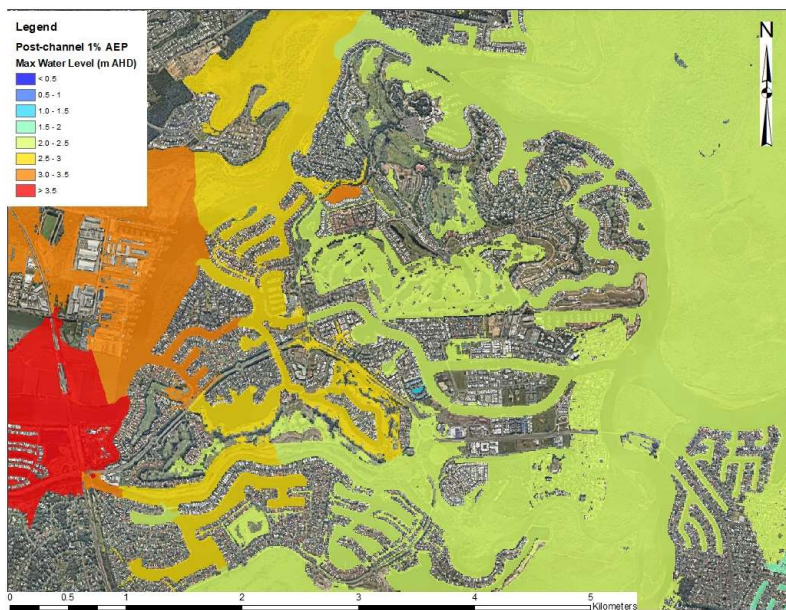 Legend
Post-channel 1% AEP
Max Water Level (m AHD)
< 0.5
0.5 - 1
1.0 - 1.5
1.5 - 2
2.0 - 2.5
2.5 - 3
3.0 - 3.5
> 3.5
N
0 0.5 1 2 3 4 5
Kilometers